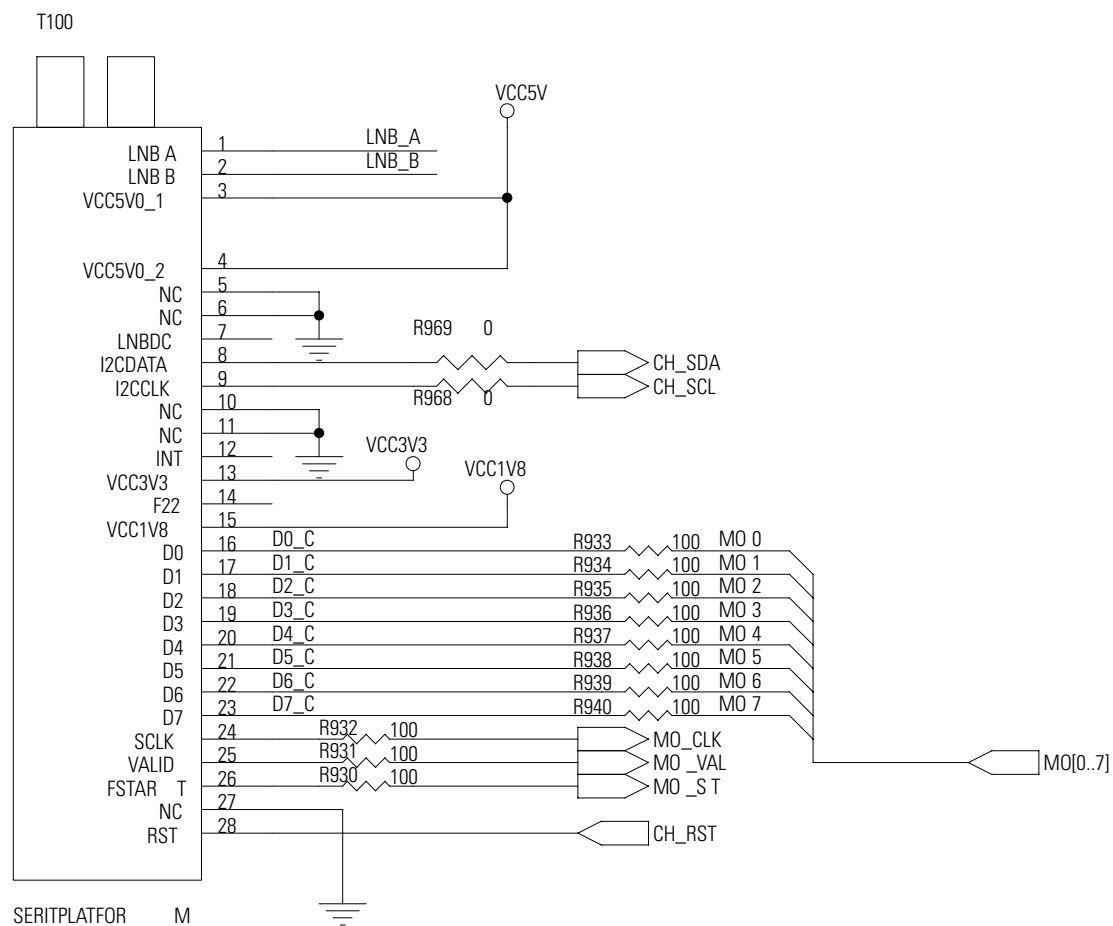 T100
VCC5V
LNB A 1 LNB_A
LNB B 2 LNB_B
VCC5V0_1 3
VCC5V0_2 4
NC 5
NC 6
LNBDC 7 R969 0
I2CDATA 8 CH_SDA
I2CCLK 9 CH_SCL
R968 0
NC 10
NC 11
INT 12 VCC3V3
VCC3V3 13 VCC1V8
F22 14
VCC1V8 15
D0 16 D0_C R933 100 MO 0
D1 17 D1_C R934 100 MO 1
D2 18 D2_C R935 100 MO 2
D3 19 D3_C R936 100 MO 3
D4 20 D4_C R937 100 MO 4
D5 21 D5_C R938 100 MO 5
D6 22 D6_C R939 100 MO 6
D7 23 D7_C R940 100 MO 7
SCLK 24 R932 100 MO_CLK
VALID 25 R931 100 MO _VAL MO[0..7]
FSTAR T 26 R930 100 MO _S T
NC 27
RST 28 CH_RST
SERITPLATFOR M